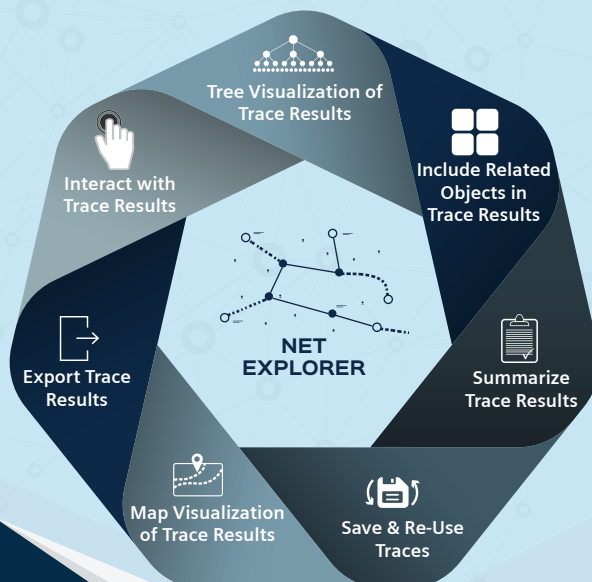 Tree Visualization of
Trace Results
Include Related
Objects in
Trace Results
Summarize
Trace Results
Save & Re-Use
Traces
Map Visualization
of Trace Results
Export Trace
Results
Interact with
Trace Results
NET
EXPLORER